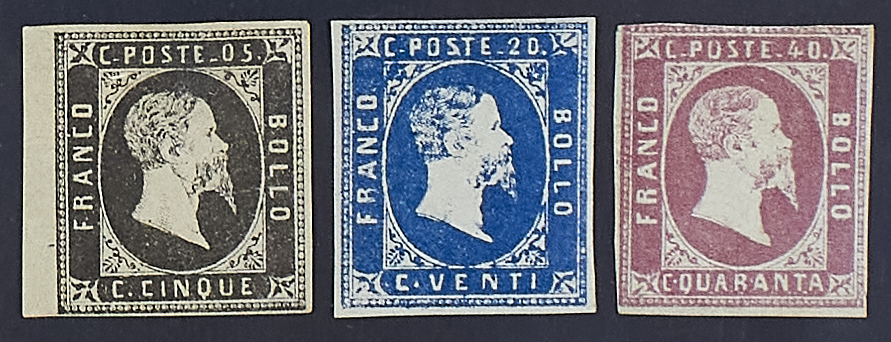 C-POSTE-05.
FRANCO
BOLLO
C. CINQUE
C-POSTE-20.
FRANCO
BOLLO
C. VENTI
C-POSTE-40.
FRANCO
BOLLO
C. QUARANTA